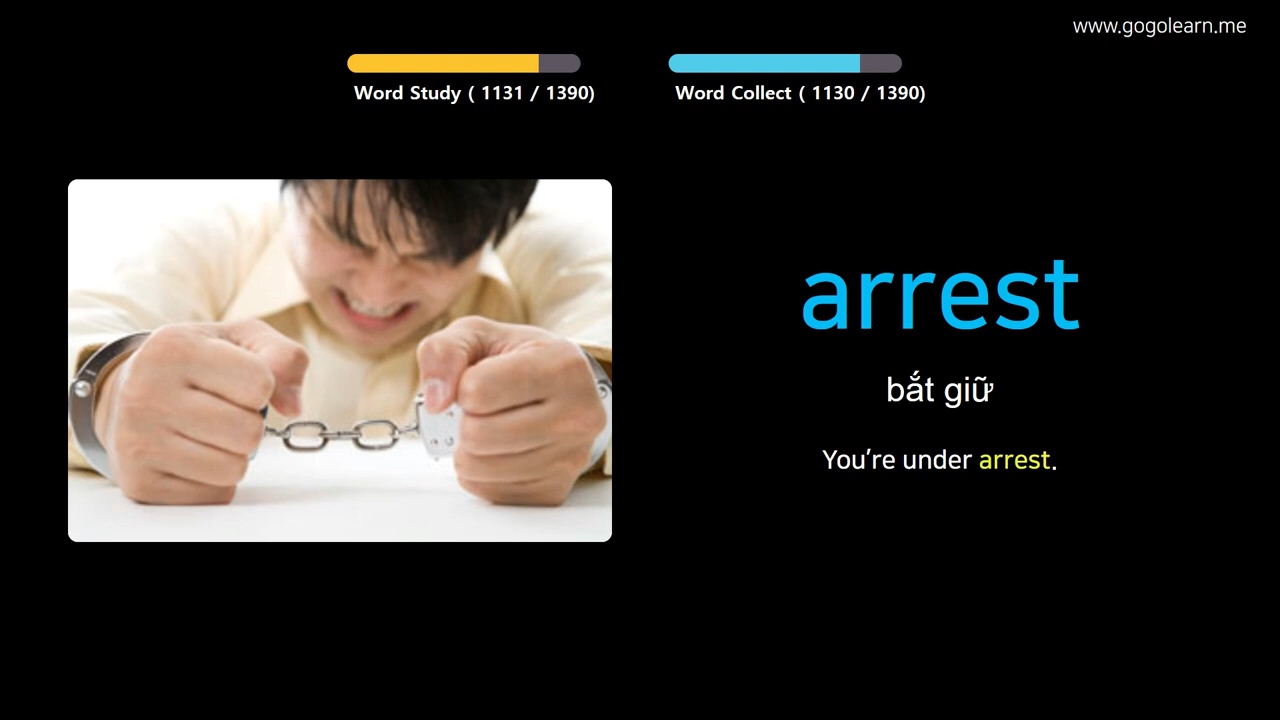 www.gogolearn.me
Word Study ( 1131 / 1390)
Word Collect ( 1130 / 1390)
arrest
bắt giữ
You're under arrest.